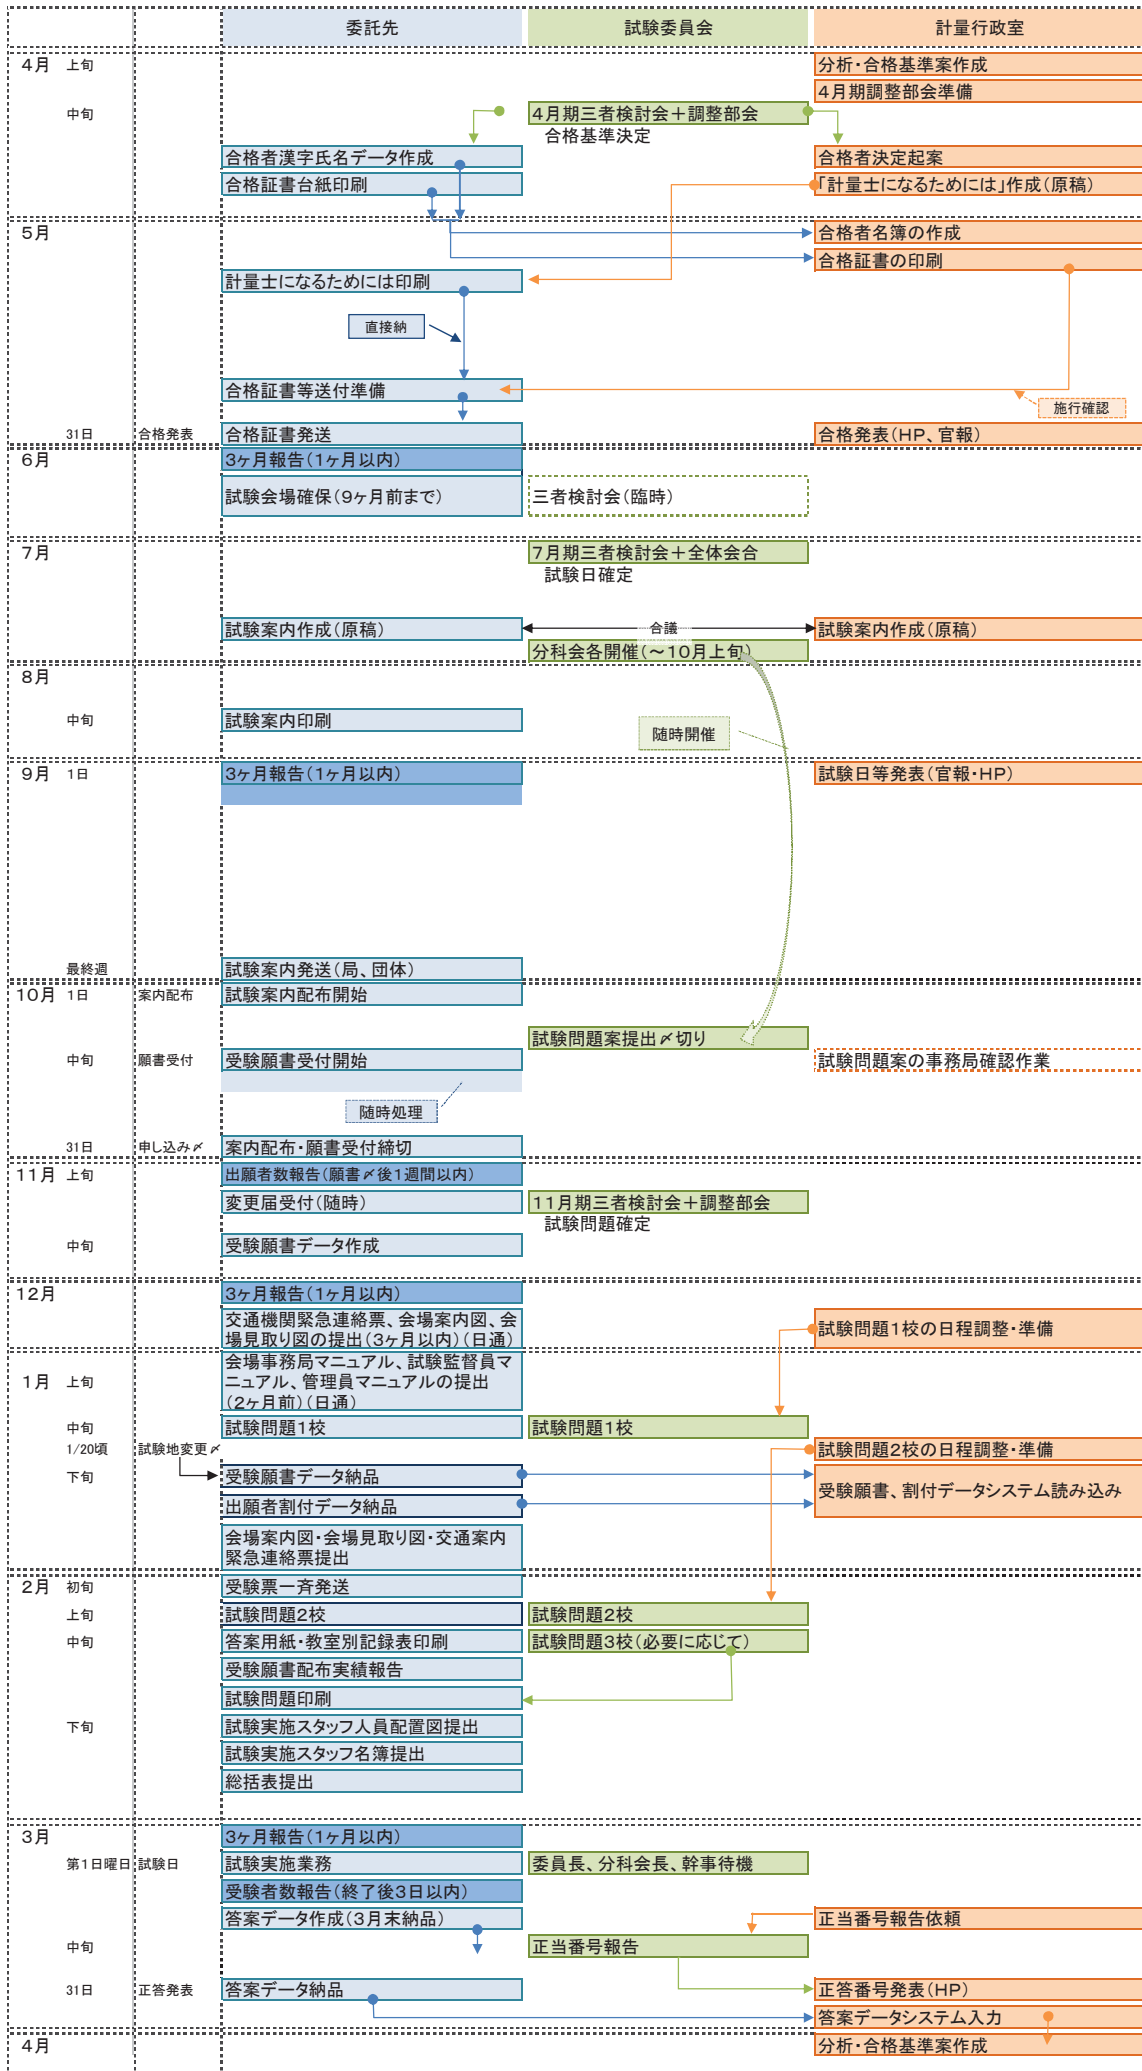 委託先
試験委員会
計量行政室
4月 上旬
分析・合格基準案作成
4月期調整部会準備
中旬
4月期三者検討会＋調整部会
合格基準決定
合格者漢字氏名データ作成
合格者決定起案
合格証書台紙印刷
「計量士になるためには」作成（原稿）
5月
合格者名簿の作成
合格証書の印刷
計量士になるためには印刷
直接納
合格証書等送付準備
施行確認
31日 合格発表
合格証書発送
合格発表（HP、官報）
6月
3ヶ月報告（1ヶ月以内）
試験会場確保（9ヶ月前まで）
三者検討会（臨時）
7月
7月期三者検討会＋全体会合
試験日確定
試験案内作成（原稿）
合議
試験案内作成（原稿）
分科会各開催（～10月上旬）
8月
中旬
試験案内印刷
随時開催
9月 1日
3ヶ月報告（1ヶ月以内）
試験日等発表（官報・HP）
最終週
試験案内発送（局、団体）
10月 1日 案内配布
試験案内配布開始
試験問題案提出〆切り
中旬 願書受付
受験願書受付開始
試験問題案の事務局確認作業
随時処理
31日 申し込み〆
案内配布・願書受付締切
11月 上旬
出願者数報告（願書〆後1週間以内）
変更届受付（随時）
11月期三者検討会＋調整部会
試験問題確定
中旬
受験願書データ作成
12月
3ヶ月報告（1ヶ月以内）
交通機関緊急連絡票、会場案内図、会
場見取り図の提出（3ヶ月以内）（日通）
試験問題1校の日程調整・準備
1月 上旬
会場事務局マニュアル、試験監督員マ
ニュアル、管理員マニュアルの提出
（2ヶ月前）（日通）
中旬
試験問題1校
試験問題1校
1/20頃 試験地変更〆
試験問題2校の日程調整・準備
下旬
受験願書データ納品
受験願書、割付データシステム読み込み
出願者割付データ納品
会場案内図・会場見取り図・交通案内
緊急連絡票提出
2月 初旬
受験票一斉発送
上旬
試験問題2校
試験問題2校
中旬
答案用紙・教室別記録表印刷
試験問題3校（必要に応じて）
受験願書配布実績報告
試験問題印刷
下旬
試験実施スタッフ人員配置図提出
試験実施スタッフ名簿提出
総括表提出
3月
3ヶ月報告（1ヶ月以内）
第1日曜日 試験日
試験実施業務
委員長、分科会長、幹事待機
受験者数報告（終了後3日以内）
答案データ作成（3月末納品）
正当番号報告依頼
中旬
正当番号報告
31日 正答発表
答案データ納品
正答番号発表（HP）
答案データシステム入力
4月
分析・合格基準案作成